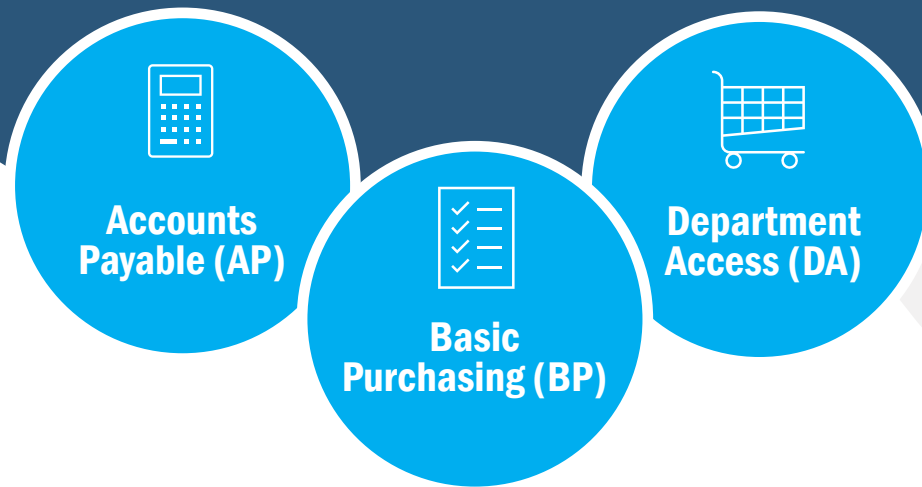 Accounts
Payable (AP)
Basic
Purchasing (BP)
Department
Access (DA)